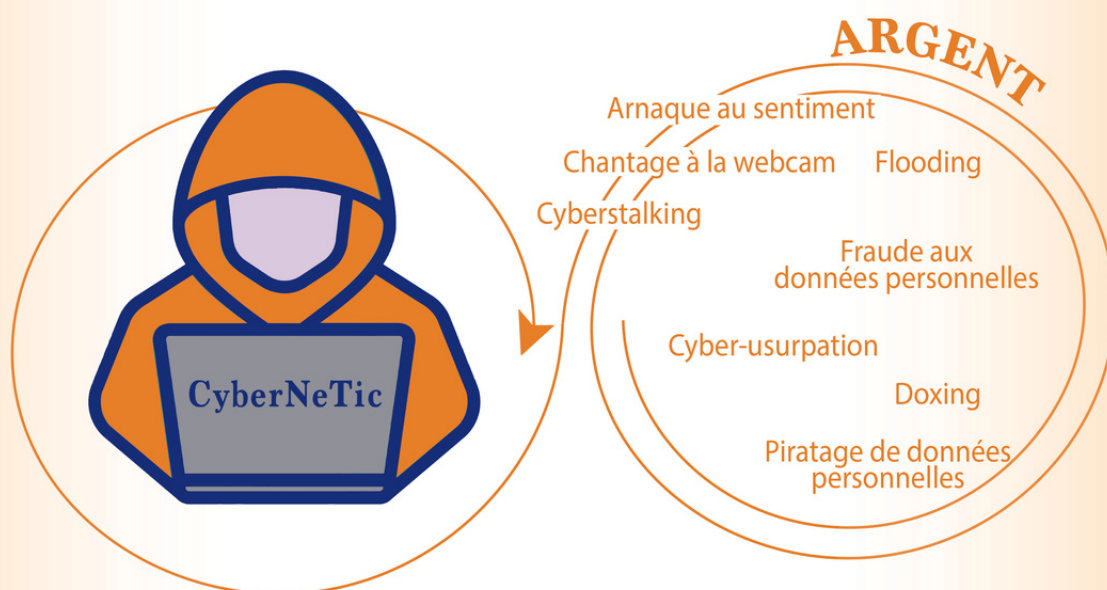 ARGENT
Arnaque au sentiment
Chantage à la webcam
Flooding
Cyberstalking
Fraude aux
données personnelles
Cyber-usurpation
CyberNeTic
Doxing
Piratage de données
personnelles